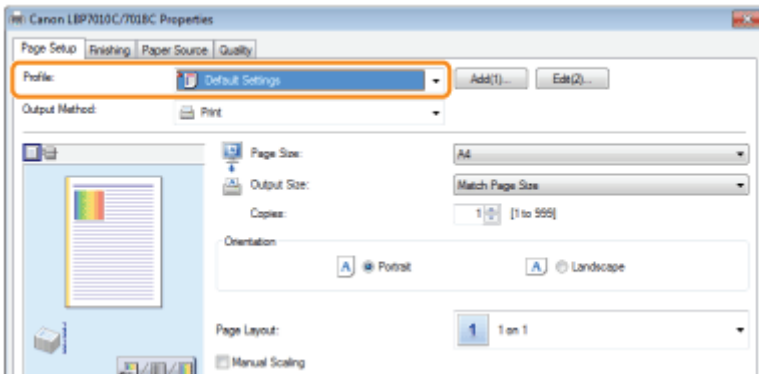 Canon LBP7010C/7018C Properties
Page Setup Finishing Paper Source Quality
Profile: Default Settings Add(1)... Edit(2)...
Output Method: Print
Page Size: A4
Output Size: Match Page Size
Copies: 1 [1 to 999]
Orientation
A Portrait A Landscape
Page Layout: 1 1 on 1
Manual Scaling